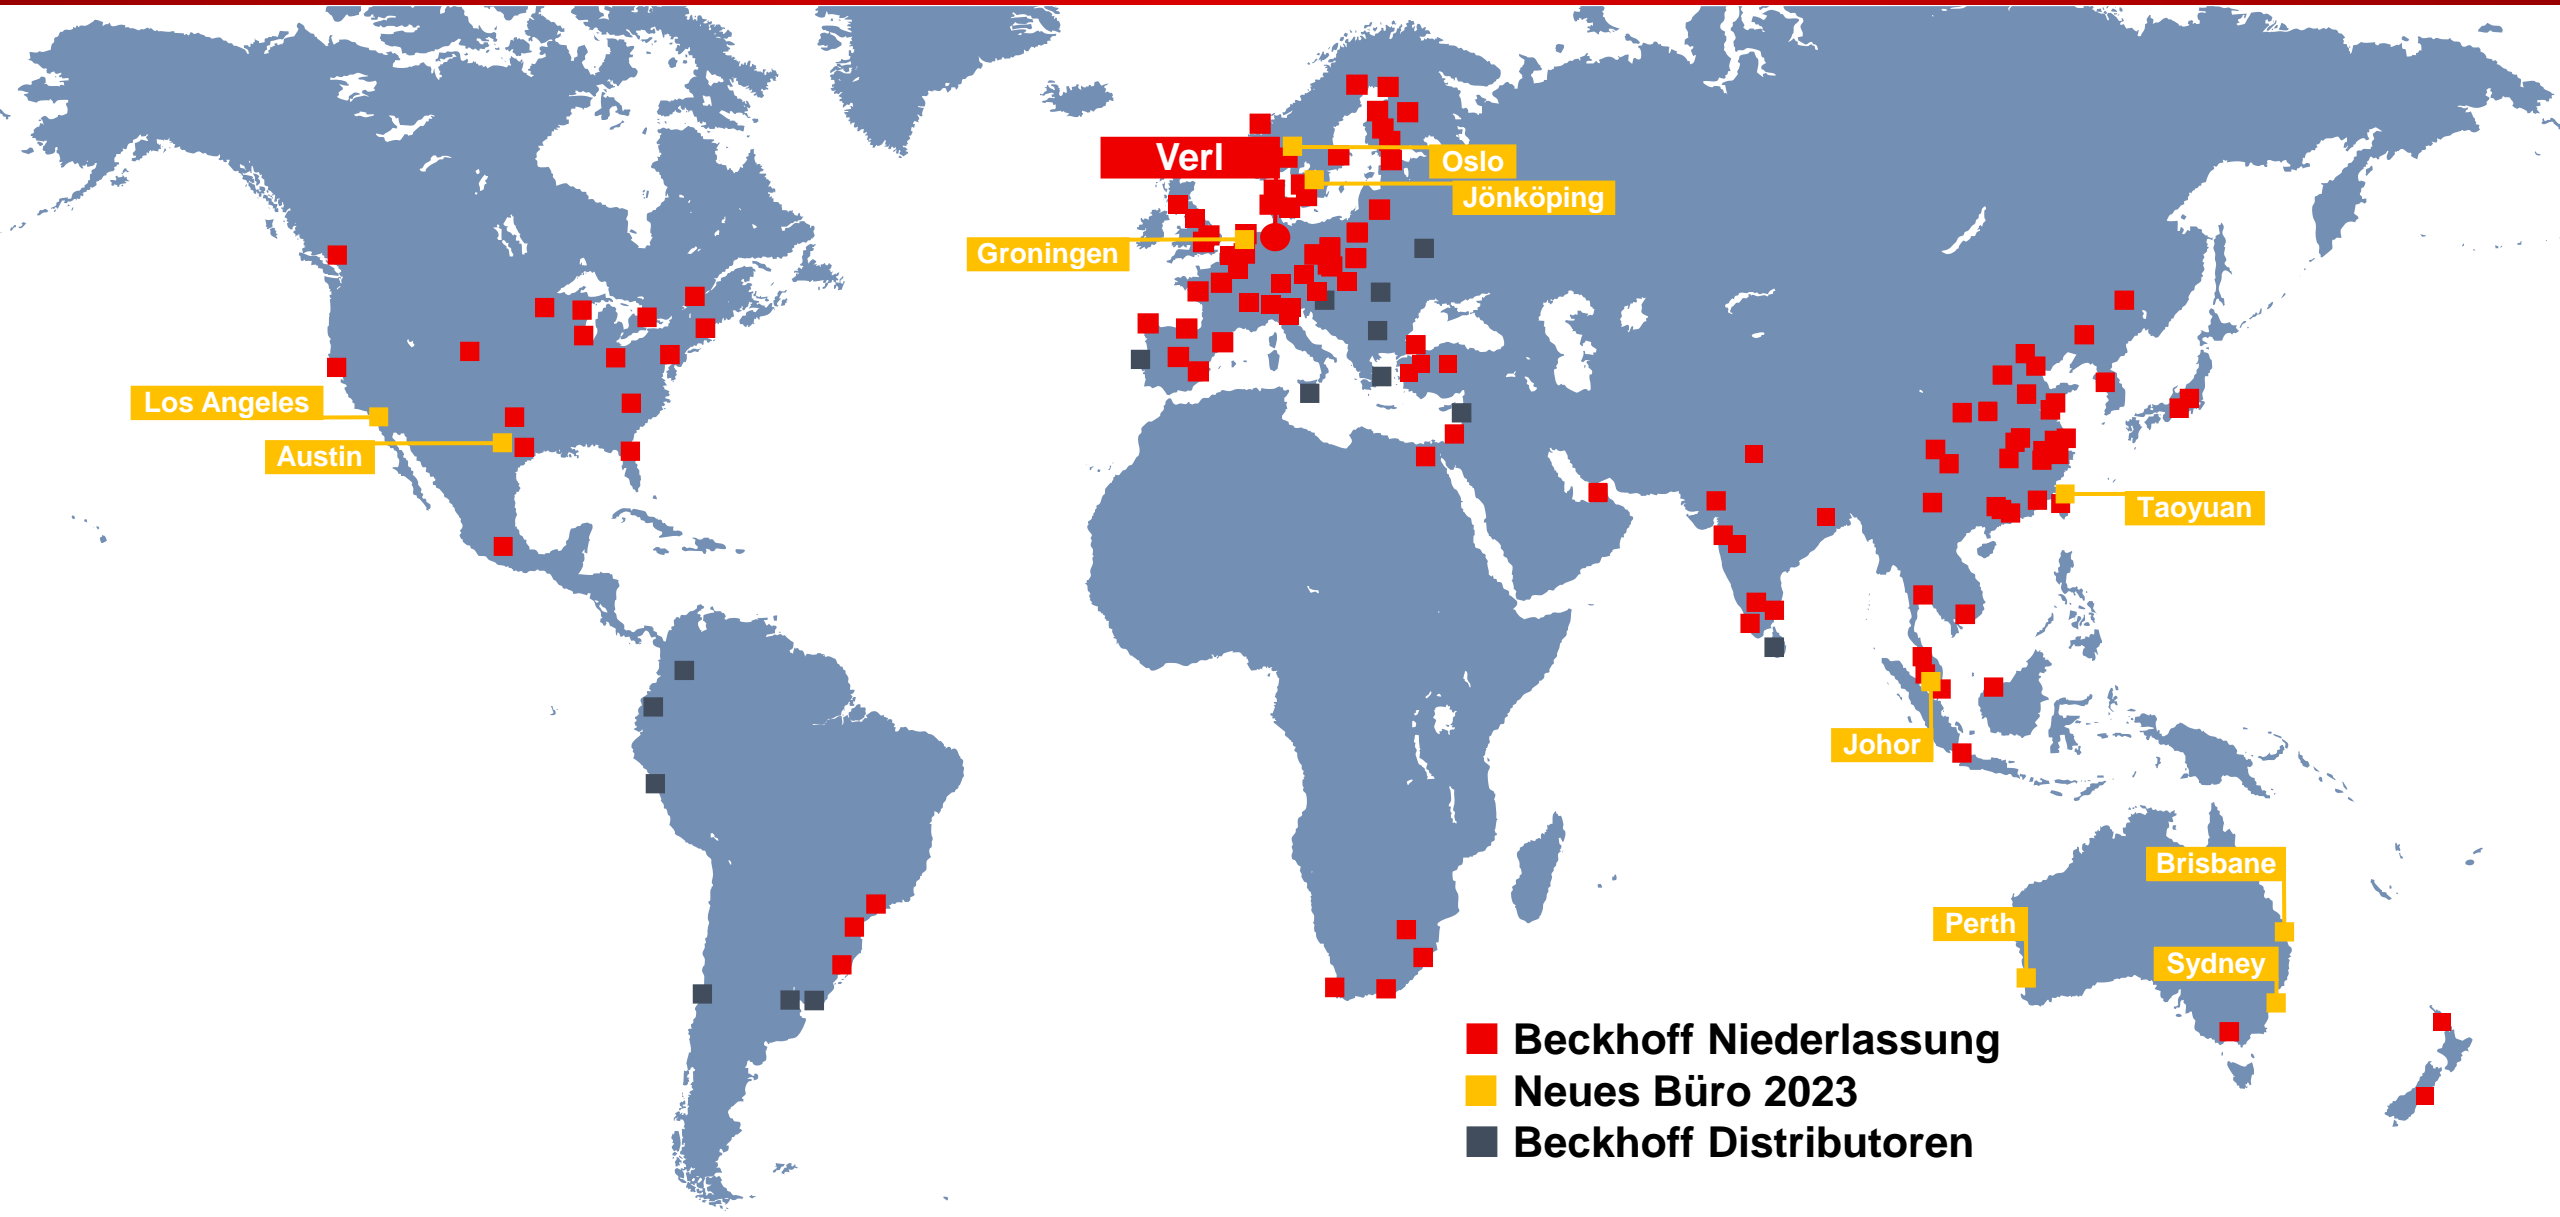 Verl
Oslo
Jönköping
Groningen
Los Angeles
Austin
Taoyuan
Johor
Brisbane
Perth
Sydney
Beckhoff Niederlassung
Neues Büro 2023
Beckhoff Distributoren